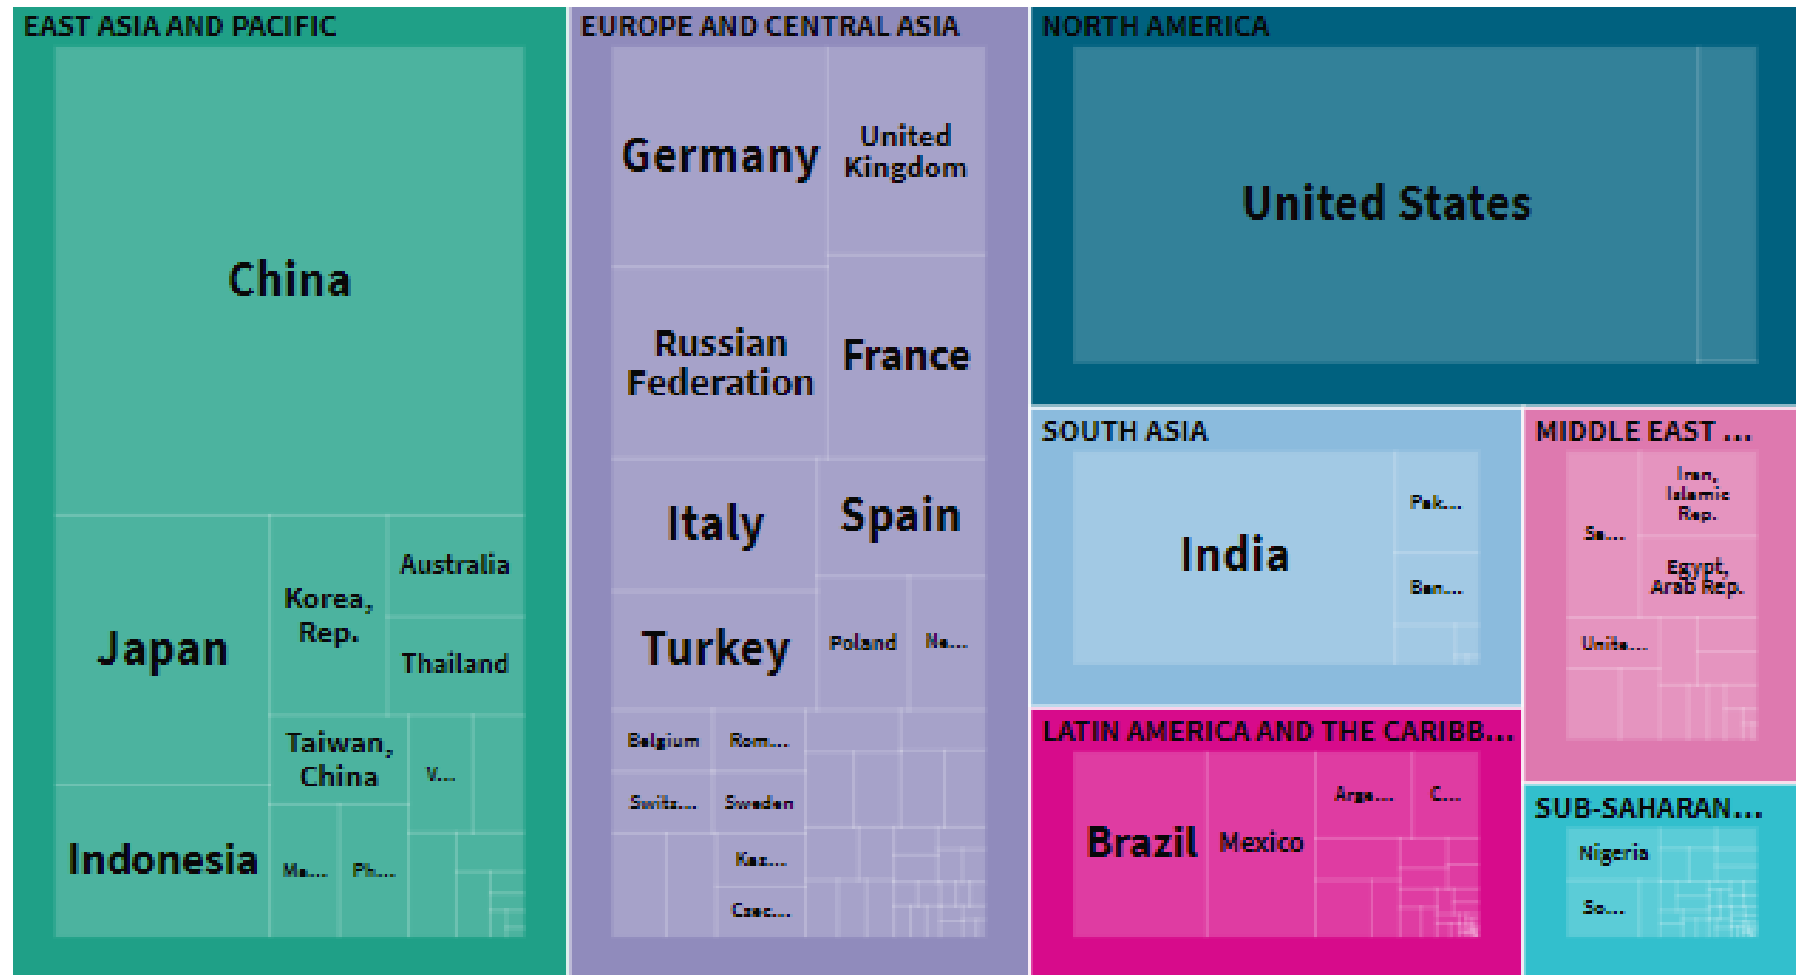 EAST ASIA AND PACIFIC
China
Japan
Korea,
Rep.
Australia
Thailand
Taiwan,
China
V...
Indonesia
Ma...
Ph...
EUROPE AND CENTRAL ASIA
Germany
United
Kingdom
Russian
Federation
France
Italy
Spain
Turkey
Poland
Ne...
Belgium
Rom...
Switz...
Sweden
Kaz...
Czec...
NORTH AMERICA
United States
SOUTH ASIA
India
Pak...
Ban...
MIDDLE EAST ...
Sa...
Iran,
Islamic
Rep.
Egypt,
Arab Rep.
Unite...
LATIN AMERICA AND THE CARIBB...
Brazil
Mexico
Arge...
C...
SUB-SAHARAN...
Nigeria
So...